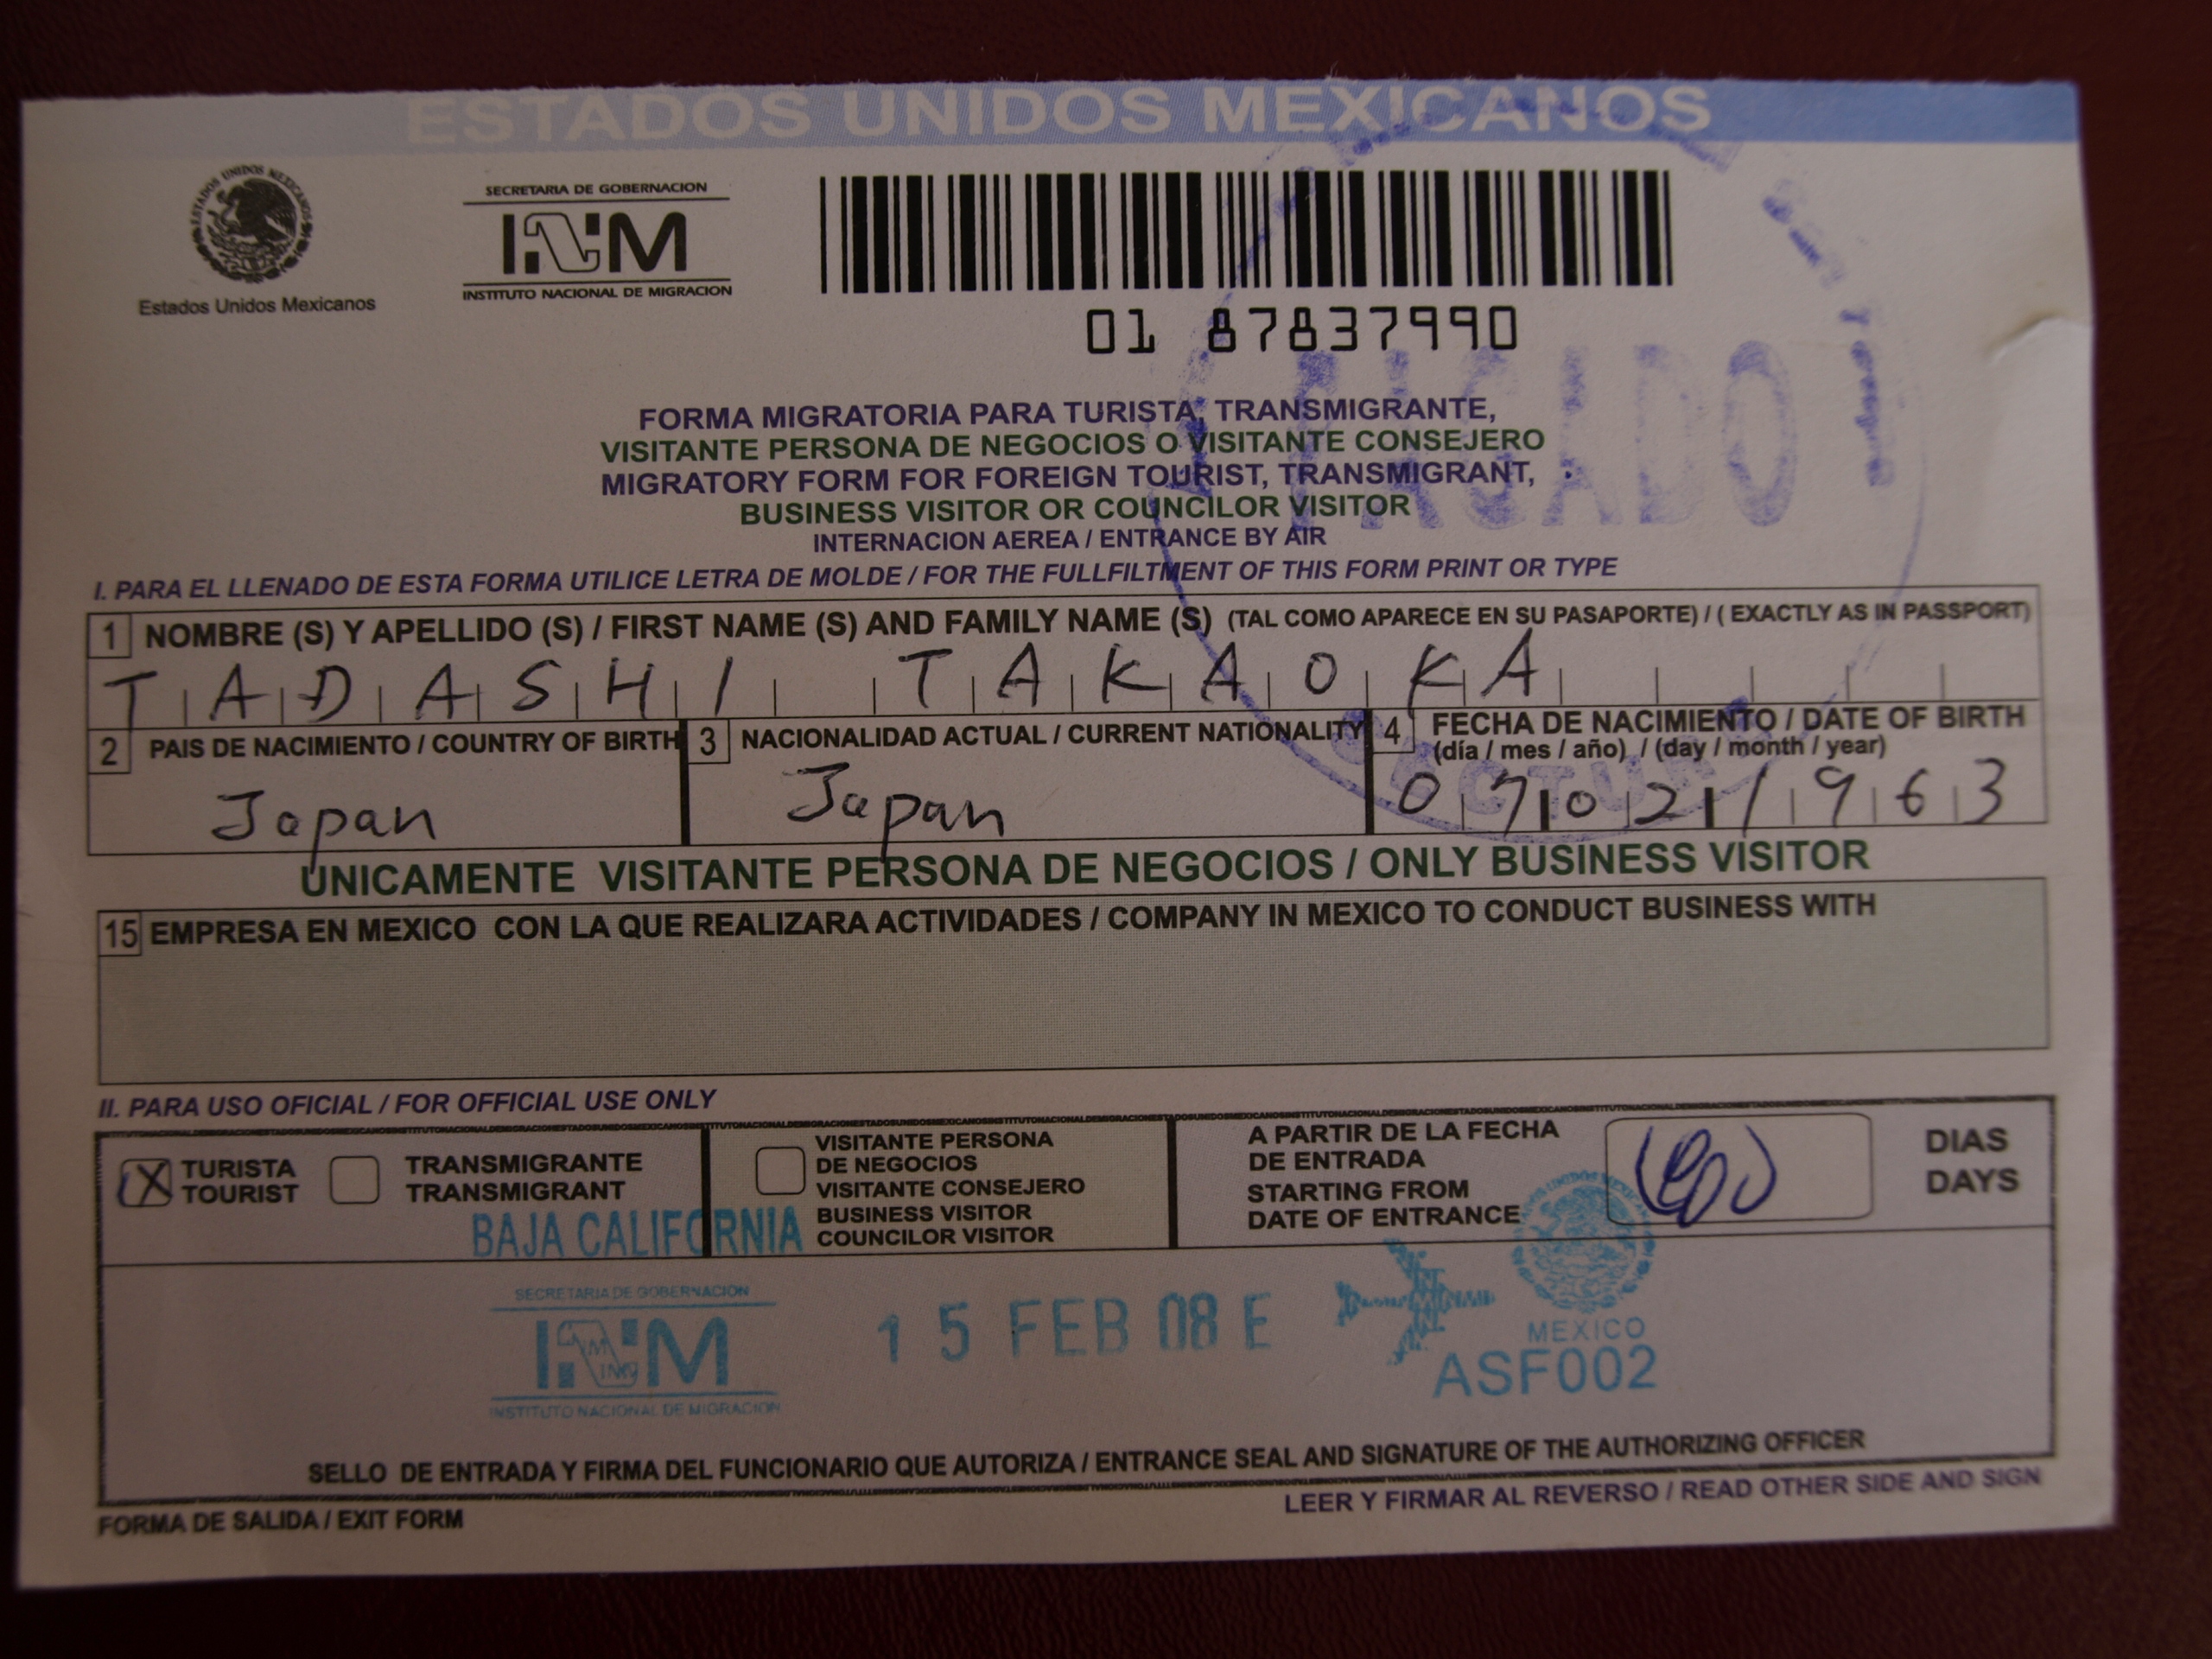 ESTADOS UNIDOS MEXICANOS
ESTADOS UNIDOS MEXICANOS
Estados Unidos Mexicanos
SECRETARIA DE GOBERNACION
INM
INSTITUTO NACIONAL DE MIGRACION
01 87837990
PAGADO
FORMA MIGRATORIA PARA TURISTA, TRANSMIGRANTE,
VISITANTE PERSONA DE NEGOCIOS O VISITANTE CONSEJERO
MIGRATORY FORM FOR FOREIGN TOURIST, TRANSMIGRANT,
BUSINESS VISITOR OR COUNCILOR VISITOR
INTERNACION AEREA / ENTRANCE BY AIR
I. PARA EL LLENADO DE ESTA FORMA UTILICE LETRA DE MOLDE / FOR THE FULLFILTMENT OF THIS FORM PRINT OR TYPE
1 NOMBRE (S) Y APELLIDO (S) / FIRST NAME (S) AND FAMILY NAME (S) (TAL COMO APARECE EN SU PASAPORTE) / ( EXACTLY AS IN PASSPORT)
TADASHI TAKAOKA
2 PAIS DE NACIMIENTO / COUNTRY OF BIRTH
Japan
3 NACIONALIDAD ACTUAL / CURRENT NATIONALITY
Japan
4 FECHA DE NACIMIENTO / DATE OF BIRTH
(día / mes / año) / (day / month / year)
07 02 1963
UNICAMENTE VISITANTE PERSONA DE NEGOCIOS / ONLY BUSINESS VISITOR
15 EMPRESA EN MEXICO CON LA QUE REALIZARA ACTIVIDADES / COMPANY IN MEXICO TO CONDUCT BUSINESS WITH
II. PARA USO OFICIAL / FOR OFFICIAL USE ONLY
X TURISTA
TOURIST
TRANSMIGRANTE
TRANSMIGRANT
VISITANTE PERSONA
DE NEGOCIOS
VISITANTE CONSEJERO
BUSINESS VISITOR
COUNCILOR VISITOR
A PARTIR DE LA FECHA
DE ENTRADA
STARTING FROM
DATE OF ENTRANCE
DIAS
DAYS
BAJA CALIFORNIA
SECRETARIA DE GOBERNACION
INM
INSTITUTO NACIONAL DE MIGRACION
15 FEB 08 E
MEXICO
ASF002
SELLO DE ENTRADA Y FIRMA DEL FUNCIONARIO QUE AUTORIZA / ENTRANCE SEAL AND SIGNATURE OF THE AUTHORIZING OFFICER
LEER Y FIRMAR AL REVERSO / READ OTHER SIDE AND SIGN
FORMA DE SALIDA / EXIT FORM